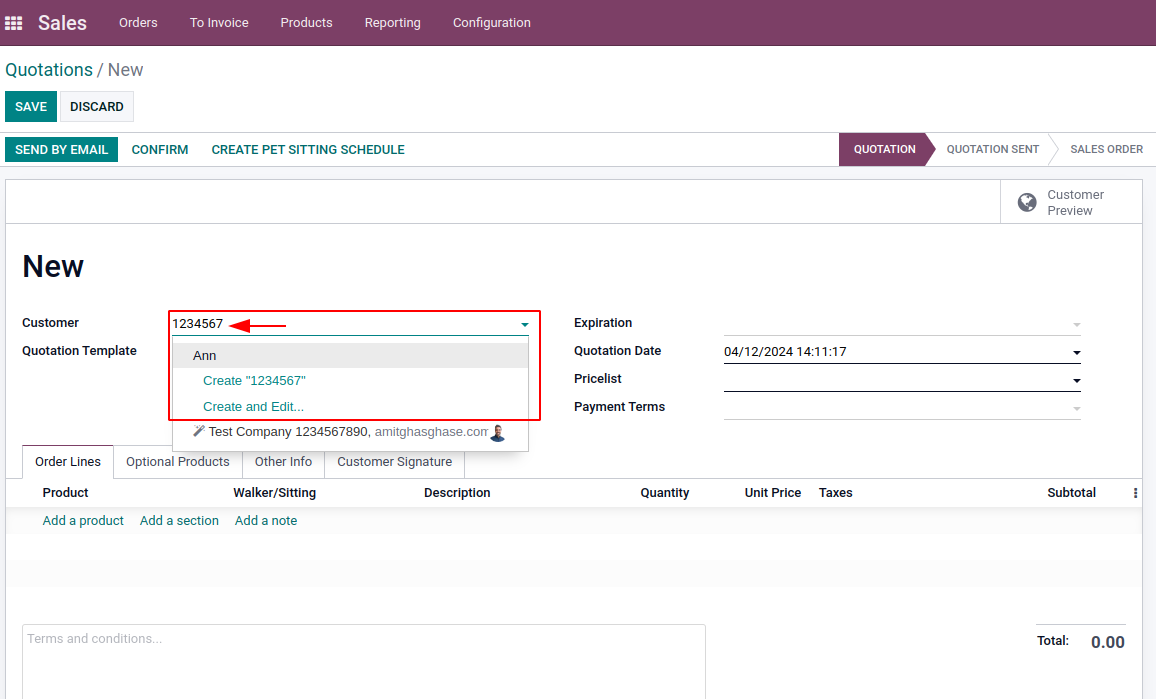 Sales Orders To Invoice Products Reporting Configuration
Quotations / New
SAVE DISCARD
SEND BY EMAIL CONFIRM CREATE PET SITTING SCHEDULE QUOTATION QUOTATION SENT SALES ORDER
Customer
Preview
New
Customer 1234567 Expiration
Quotation Template Quotation Date 04/12/2024 14:11:17
Ann
Pricelist
Create "1234567"
Create and Edit...
Payment Terms
Test Company 1234567890, amitghasghase.com
Order Lines Optional Products Other Info Customer Signature
Product Walker/Sitting Description Quantity Unit Price Taxes Subtotal
Add a product Add a section Add a note
Terms and conditions...
Total: 0.00